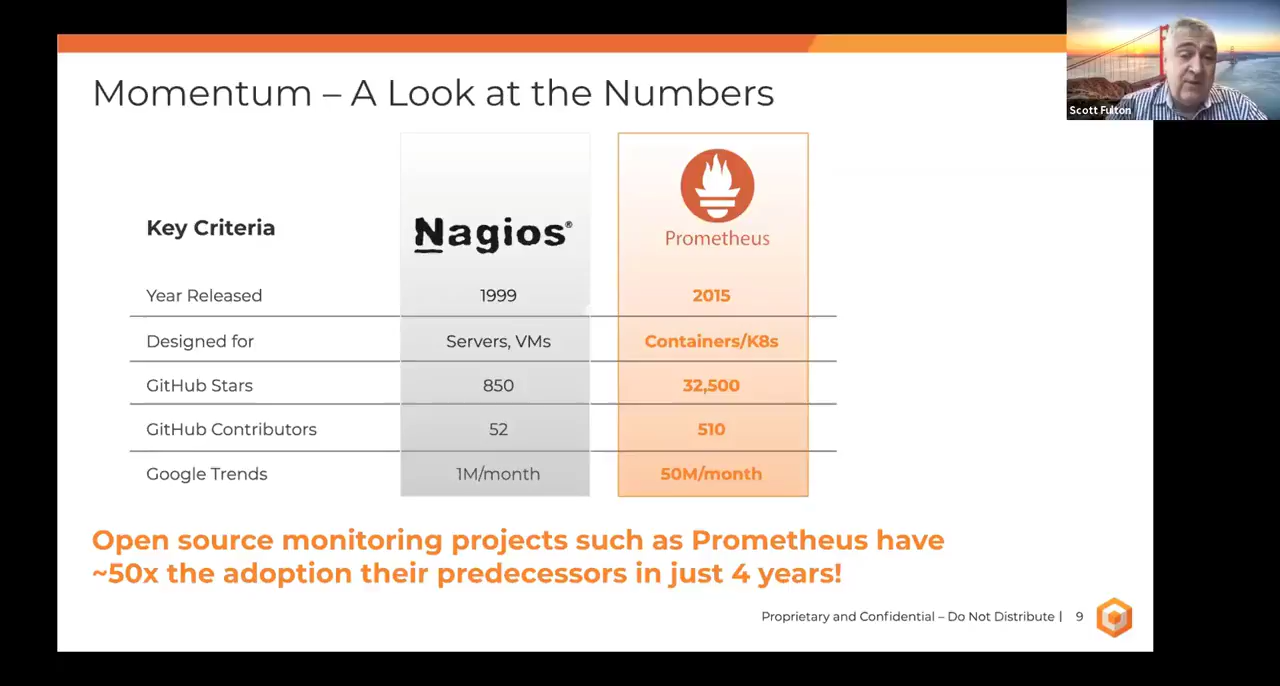 Momentum – A Look at the Numbers
Scott Fulton
Key Criteria
Nagios®
Prometheus
Year Released 1999 2015
Designed for Servers, VMs Containers/K8s
GitHub Stars 850 32,500
GitHub Contributors 52 510
Google Trends 1M/month 50M/month
Open source monitoring projects such as Prometheus have
~50x the adoption their predecessors in just 4 years!
Proprietary and Confidential – Do Not Distribute | 9